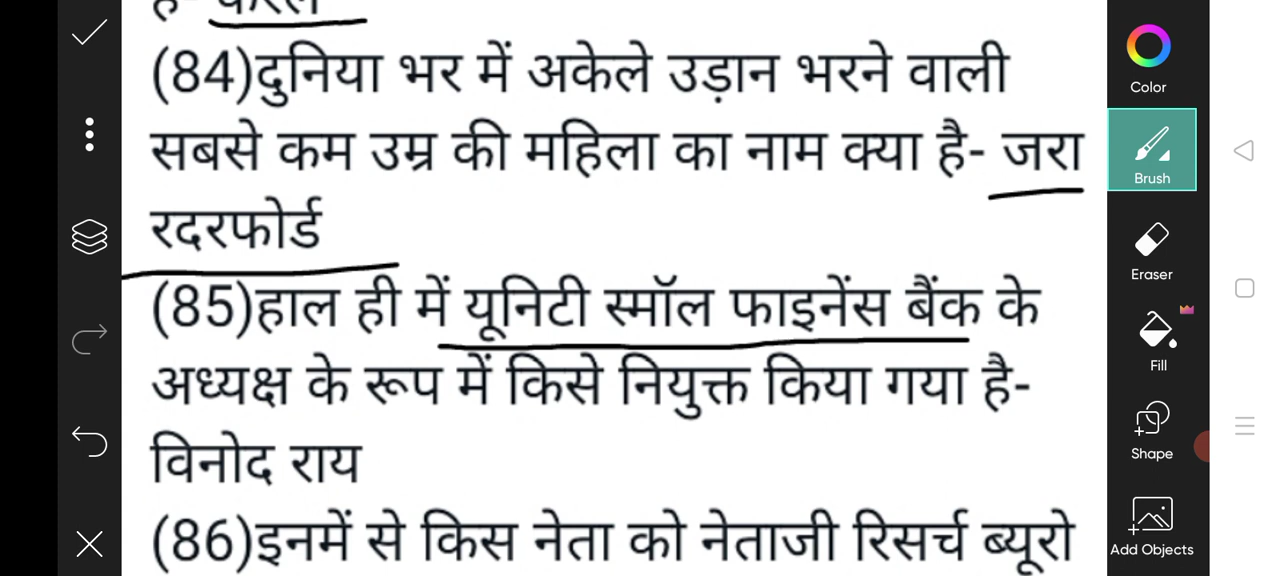 है- केरल
(84)दुनिया भर में अकेले उड़ान भरने वाली
सबसे कम उम्र की महिला का नाम क्या है- जरा
रदरफोर्ड
(85)हाल ही में यूनिटी स्मॉल फाइनेंस बैंक के
अध्यक्ष के रूप में किसे नियुक्त किया गया है-
विनोद राय
(86)इनमें से किस नेता को नेताजी रिसर्च ब्यूरो
Color
Brush
Eraser
Fill
Shape
Add Objects